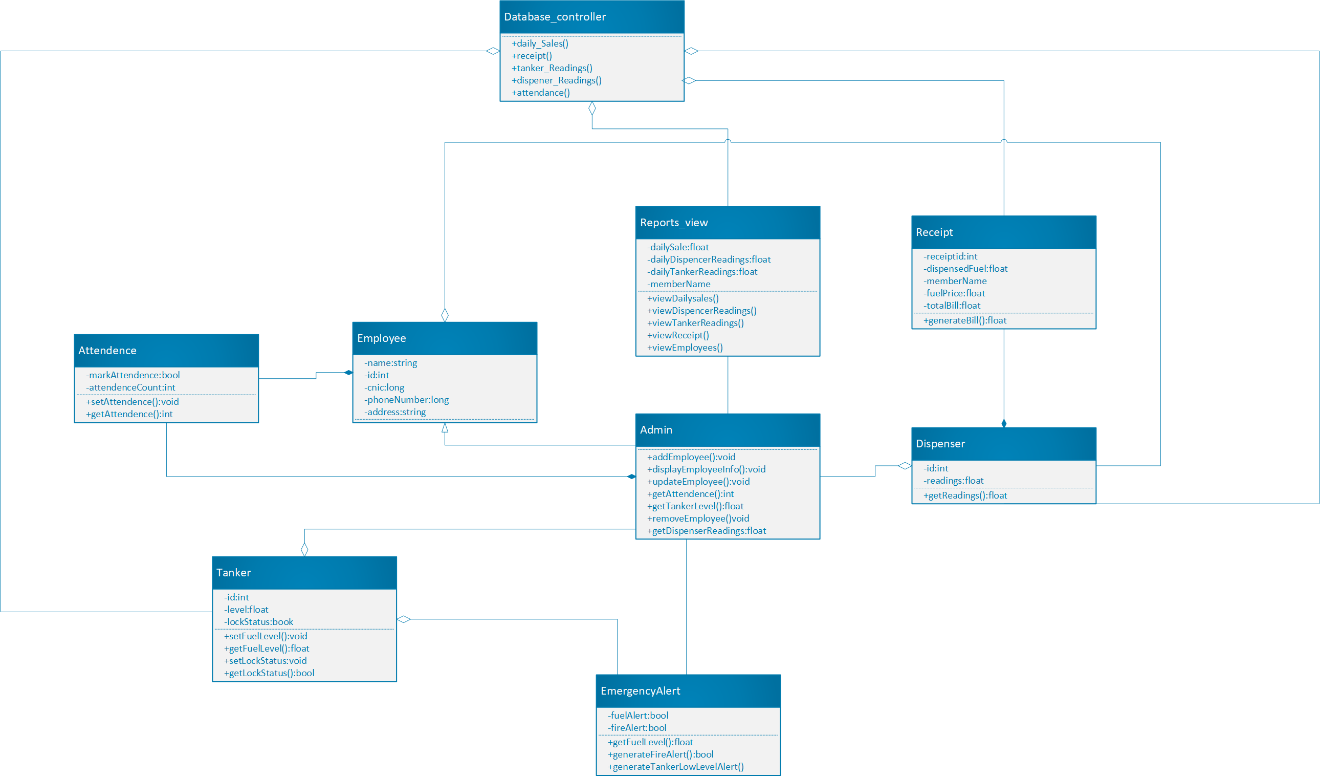 Database_controller
+daily_Sales()
+receipt()
+tanker_Readings()
+dispener_Readings()
+attendance()
Reports_view
-dailySale:float
-dailyDispencerReadings:float
-dailyTankerReadings:float
-memberName
+viewDailysales()
+viewDispencerReadings()
+viewTankerReadings()
+viewReceipt()
+viewEmployees()
Receipt
-receiptid:int
-dispensedFuel:float
-memberName
-fuelPrice:float
-totalBill:float
+generateBill():float
Employee
-name:string
-id:int
-cnic:long
-phoneNumber:long
-address:string
Attendence
-markAttendence:bool
-attendenceCount:int
+setAttendence():void
+getAttendence():int
Admin
+addEmployee():void
+displayEmployeeInfo():void
+updateEmployee():void
+getAttendence():int
+getTankerLevel():float
+removeEmployee()void
+getDispenserReadings:float
Dispenser
-id:int
-readings:float
+getReadings():float
Tanker
-id:int
-level:float
-lockStatus:book
+setFuelLevel():void
+getFuelLevel():float
+setLockStatus:void
+getLockStatus():bool
EmergencyAlert
-fuelAlert:bool
-fireAlert:bool
+getFuelLevel():float
+generateFireAlert():bool
+generateTankerLowLevelAlert()